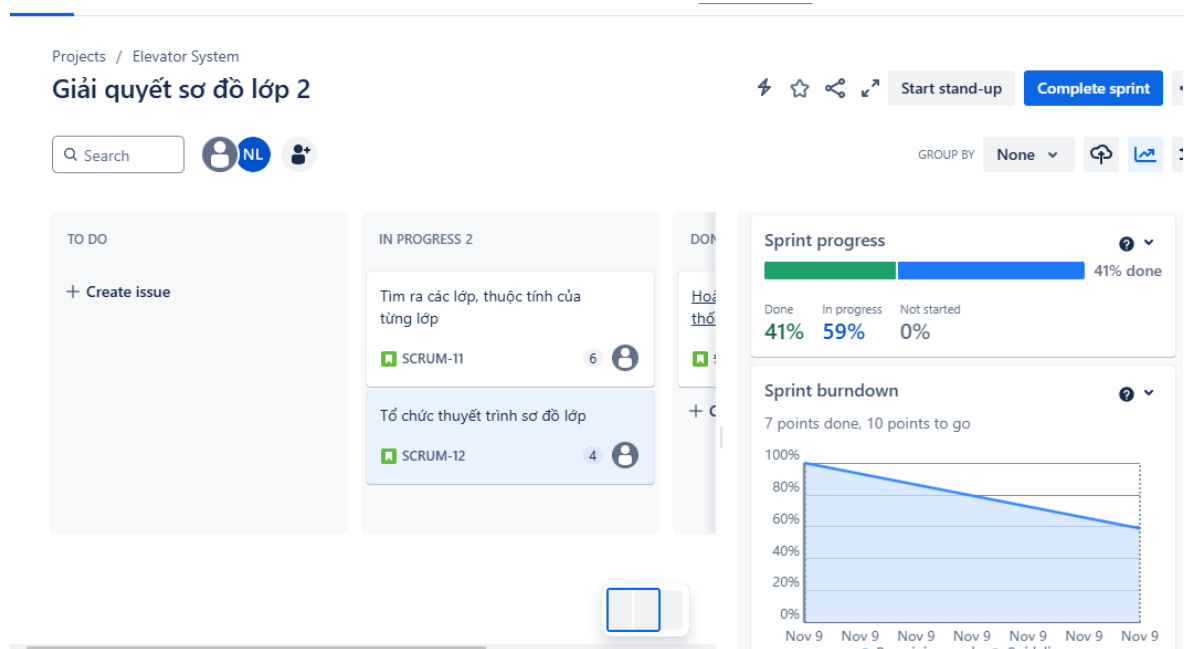 Projects / Elevator System
Giải quyết sơ đồ lớp 2
Start stand-up
Complete sprint
Search
NL
GROUP BY
None
TO DO
Create issue
IN PROGRESS 2
Tìm ra các lớp, thuộc tính của
từng lớp
SCRUM-11
6
Tổ chức thuyết trình sơ đồ lớp
SCRUM-12
4
Sprint progress
41% done
Done
In progress
Not started
41%
59%
0%
Sprint burndown
7 points done, 10 points to go
100%
80%
60%
40%
20%
0%
Nov 9 Nov 9 Nov 9 Nov 9 Nov 9 Nov 9 Nov 9